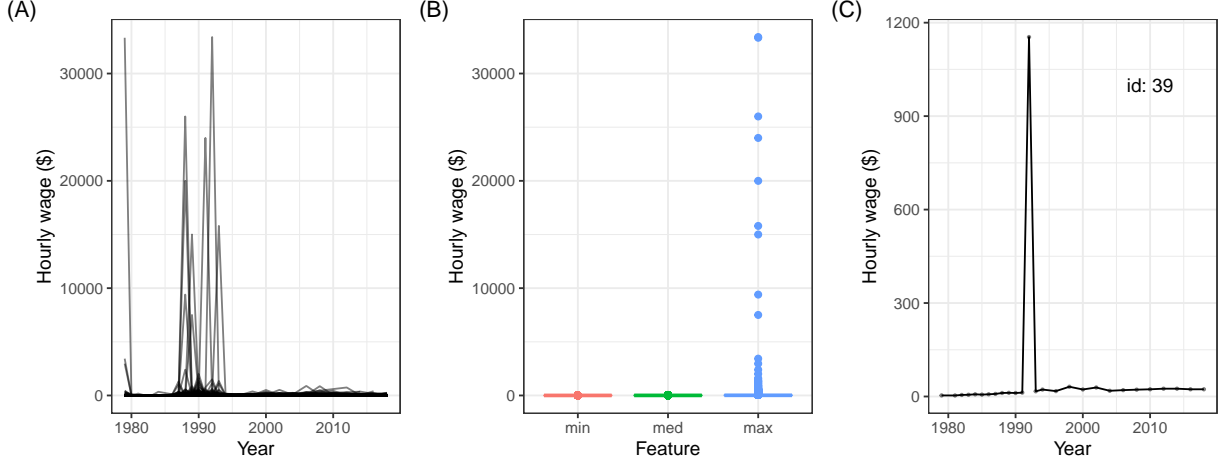 (A)
Hourly wage ($)
30000
20000
10000
0
1980 1990 2000 2010
Year
(B)
Hourly wage ($)
30000
20000
10000
0
min med max
Feature
(C)
Hourly wage ($)
1200
900
600
300
0
id: 39
1980 1990 2000 2010
Year